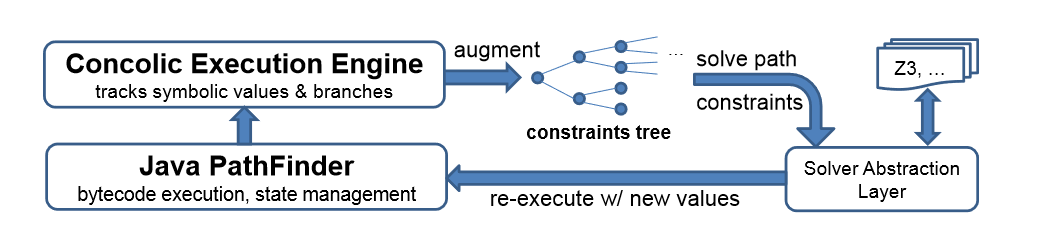 Concolic Execution Engine
tracks symbolic values & branches
augment
...
constraints tree
solve path
constraints
Z3, ...
Solver Abstraction
Layer
re-execute w/ new values
Java PathFinder
bytecode execution, state management